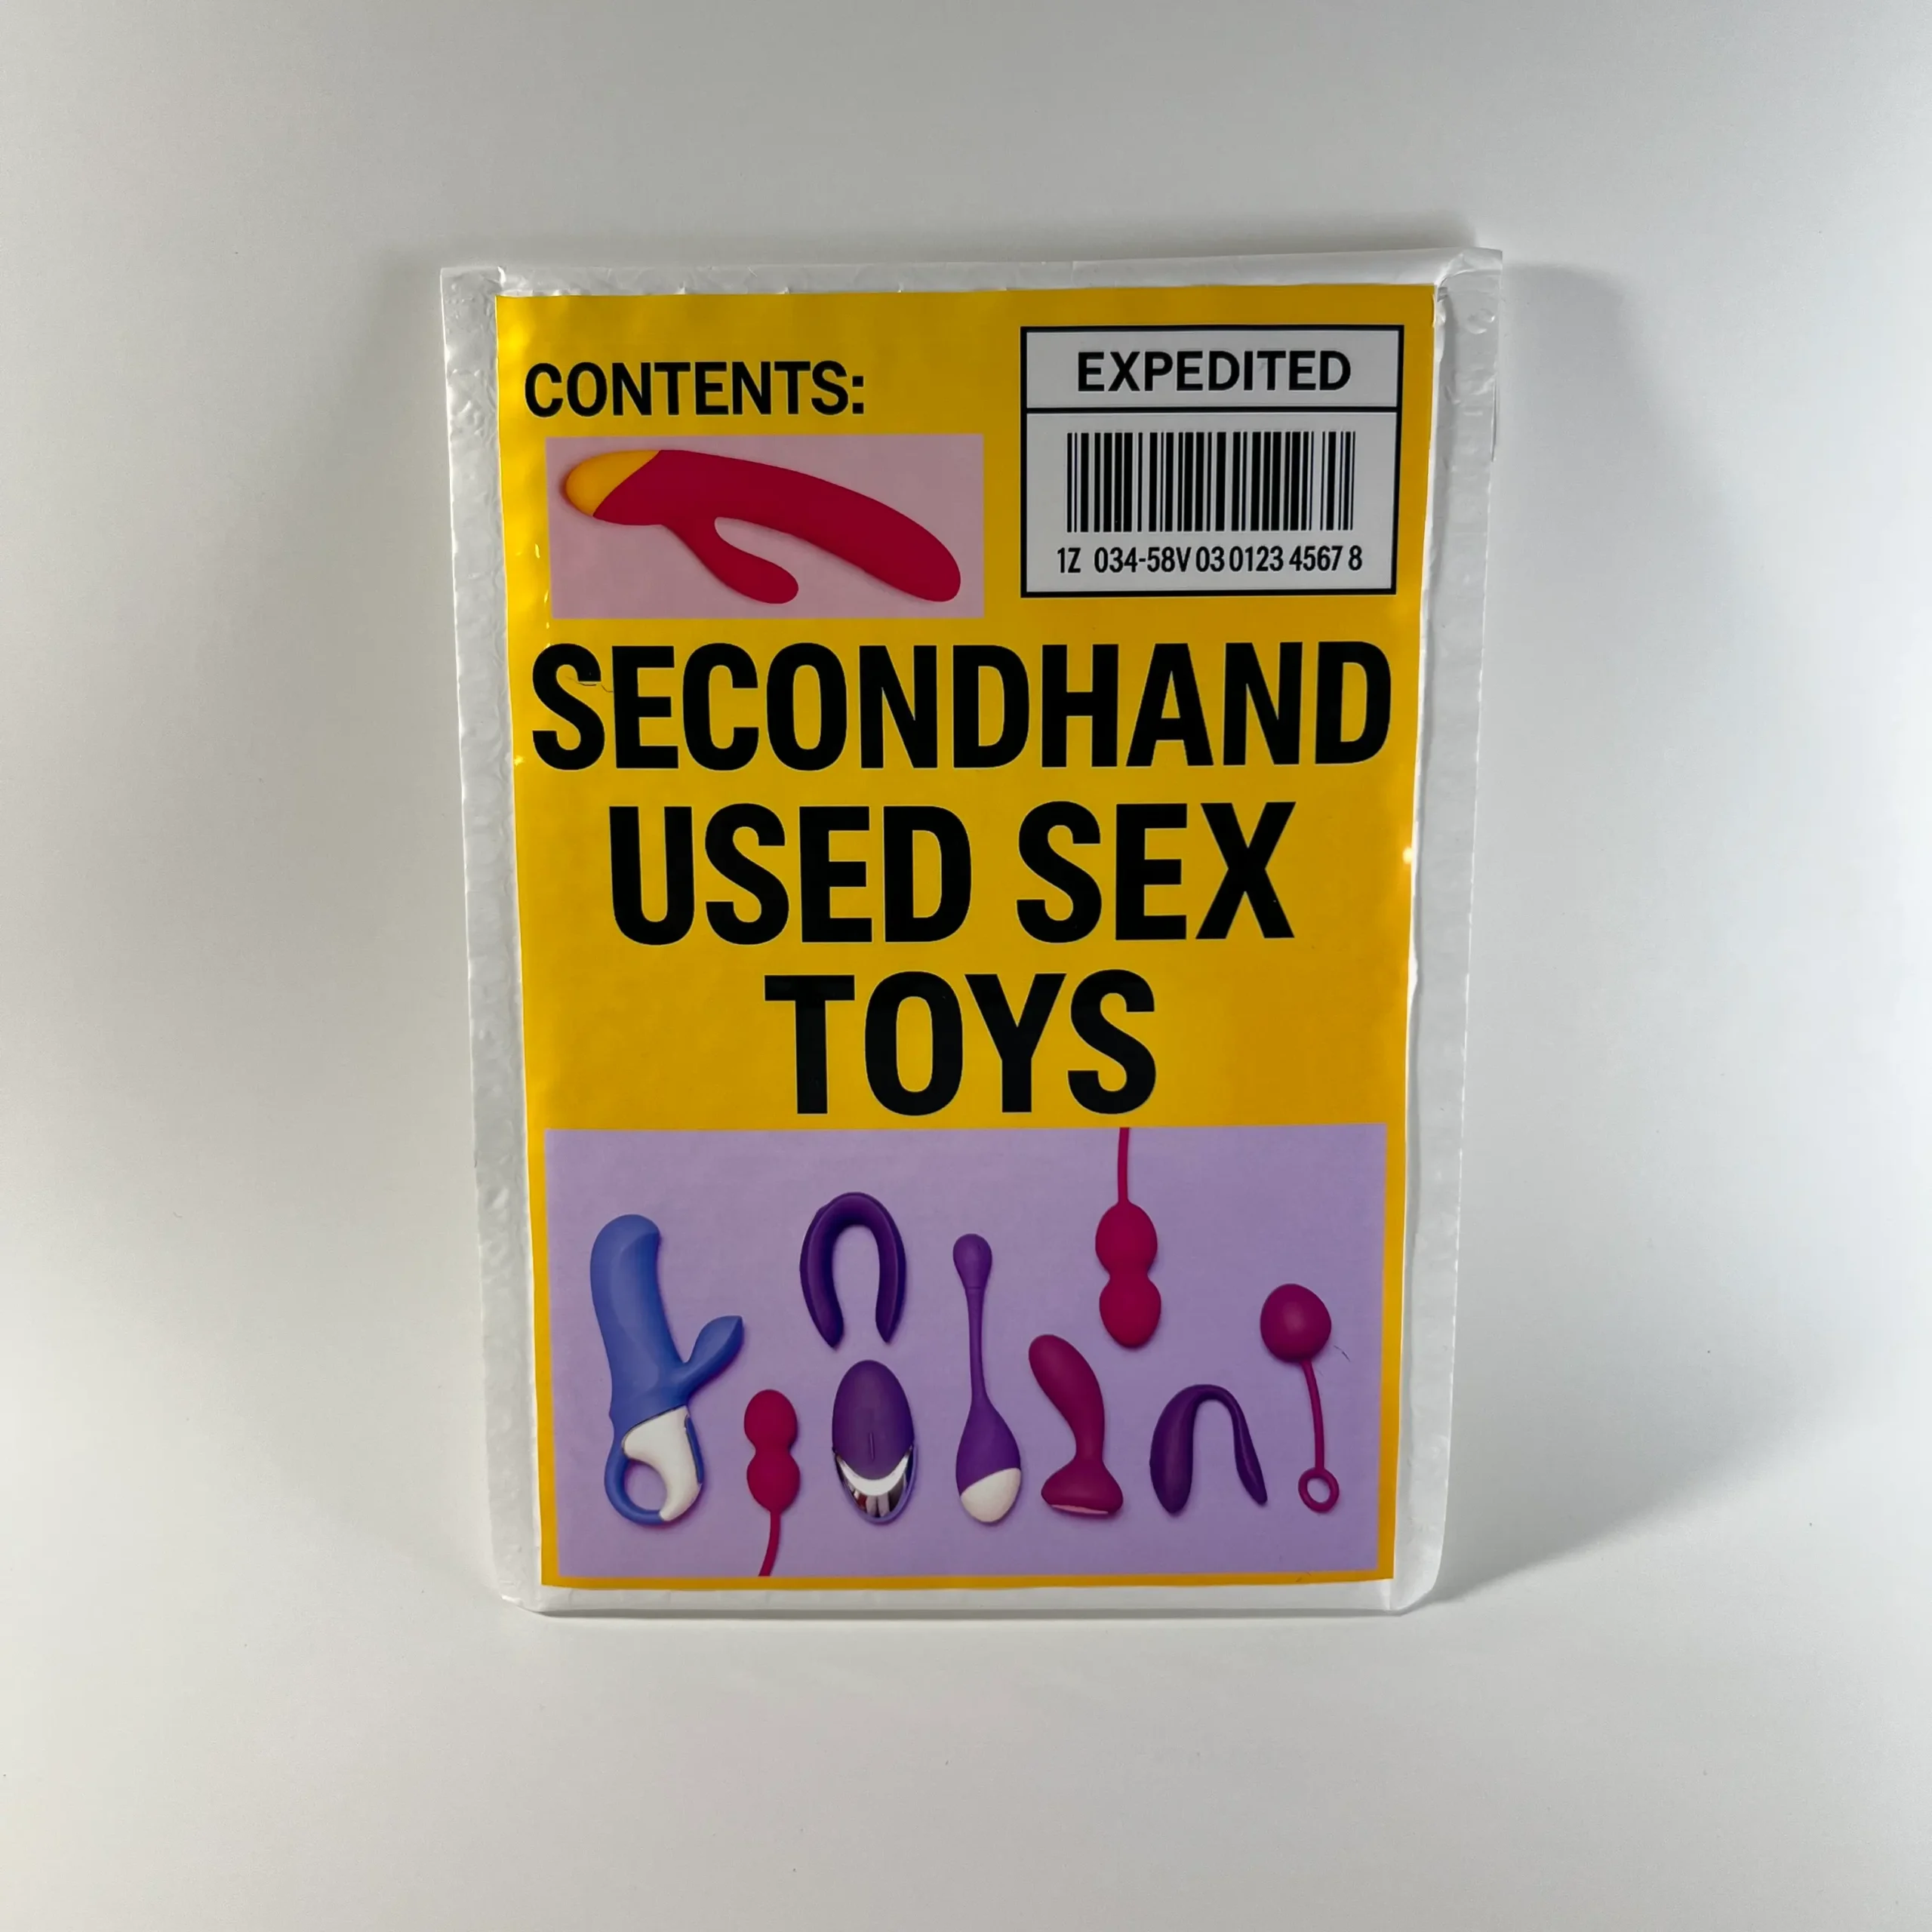 CONTENTS:
EXPEDITED
1Z 034-58V 03 0123 4567 8
SECONDHAND
USED SEX
TOYS